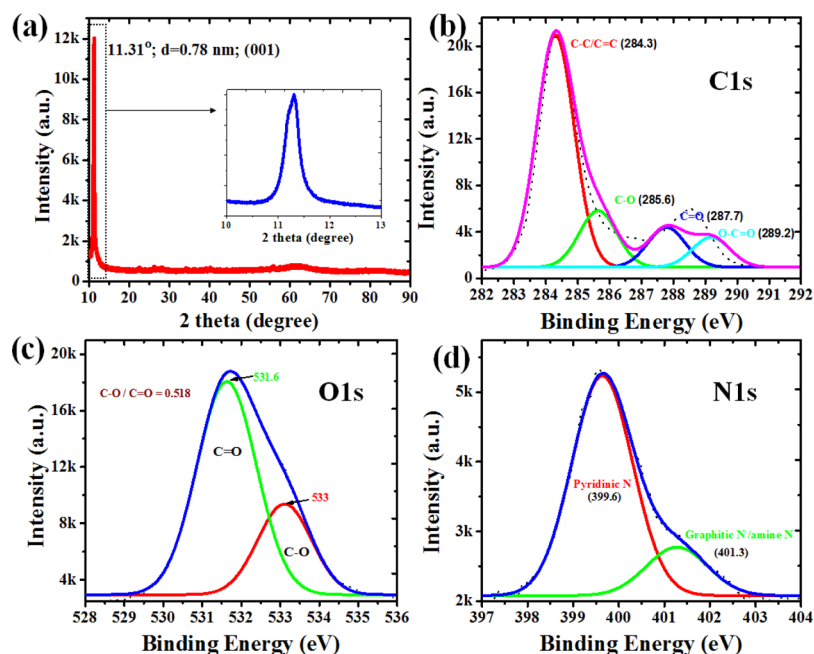 (a)
11.31°; d=0.78 nm; (001)
12k
10k
8k
6k
4k
2k
0
Intensity (a.u.)
10 11 12 13
2 theta (degree)
10 20 30 40 50 60 70 80 90
2 theta (degree)
(b)
C1s
C-C/C=C (284.3)
C-O (285.6)
C=O (287.7)
O-C=O (289.2)
20k
16k
12k
8k
4k
0
Intensity (a.u.)
282 283 284 285 286 287 288 289 290 291 292
Binding Energy (eV)
(c)
O1s
C-O / C=O = 0.518
531.6
C=O
533
C-O
18k
15k
12k
9k
6k
3k
Intensity (a.u.)
528 529 530 531 532 533 534 535 536
Binding Energy (eV)
(d)
N1s
Pyridinic N
(399.6)
Graphitic N /amine N
(401.3)
5k
4k
3k
2k
Intensity (a.u.)
397 398 399 400 401 402 403 404
Binding Energy (eV)